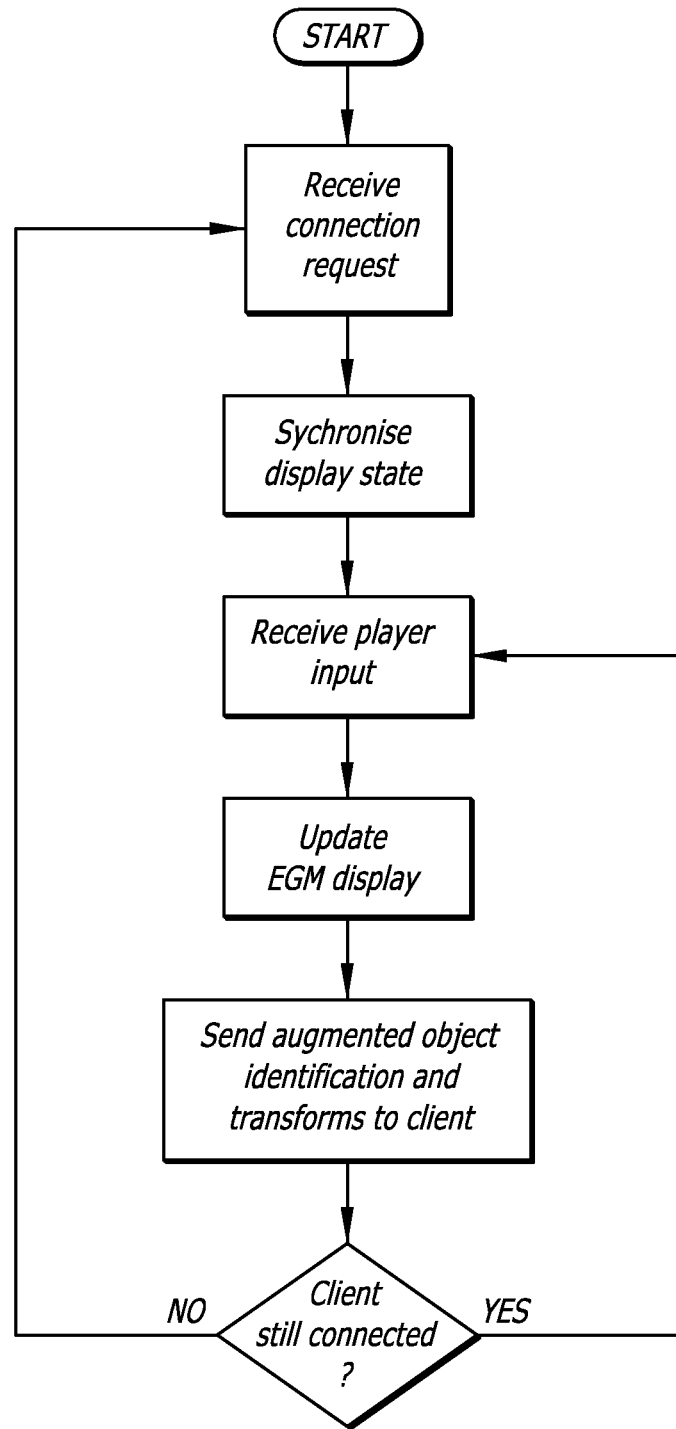 START
Receive
connection
request
Sychronise
display state
Receive player
input
Update
EGM display
Send augmented object
identification and
transforms to client
Client
still connected
?
NO
YES